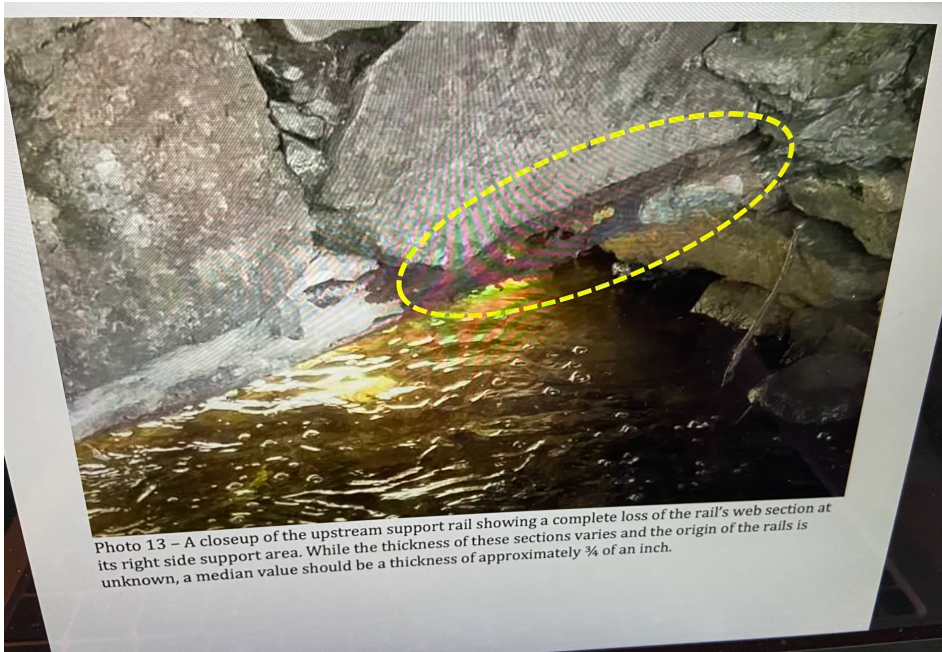 Photo 13 – A closeup of the upstream support rail showing a complete loss of the rail's web section at
its right side support area. While the thickness of these sections varies and the origin of the rails is
unknown, a median value should be a thickness of approximately ¾ of an inch.